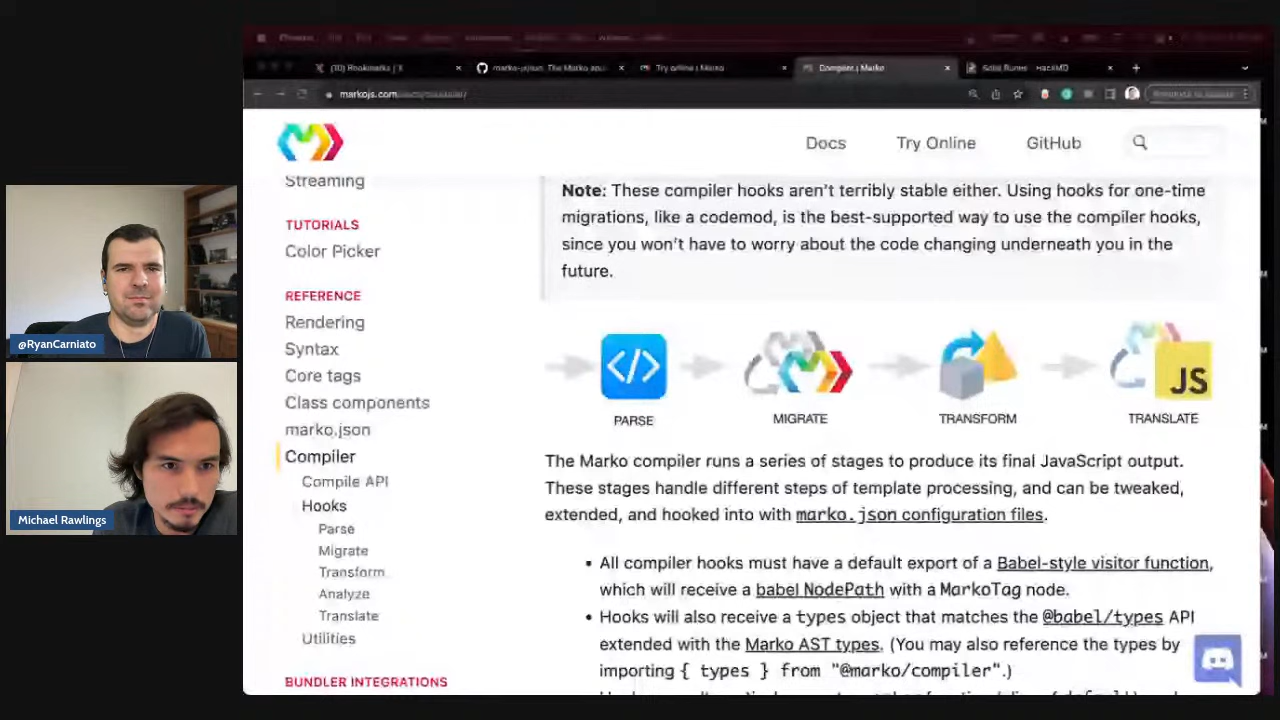 (10) Bookmarks / X
Try online | Marko
Compiler | Marko
markojs.com
Docs
Try Online
GitHub
Streaming
TUTORIALS
Color Picker
REFERENCE
Rendering
Syntax
Core tags
Class components
marko.json
Compiler
Compile API
Hooks
Parse
Migrate
Transform
Analyze
Translate
Utilities
BUNDLER INTEGRATIONS
Note: These compiler hooks aren't terribly stable either. Using hooks for one-time
migrations, like a codemod, is the best-supported way to use the compiler hooks,
since you won't have to worry about the code changing underneath you in the
future.
</>
JS
PARSE
MIGRATE
TRANSFORM
TRANSLATE
The Marko compiler runs a series of stages to produce its final JavaScript output.
These stages handle different steps of template processing, and can be tweaked,
extended, and hooked into with marko.json configuration files.
• All compiler hooks must have a default export of a Babel-style visitor function,
which will receive a babel NodePath with a MarkoTag node.
• Hooks will also receive a types object that matches the @babel/types API
extended with the Marko AST types. (You may also reference the types by
importing { types } from "@marko/compiler".)
@RyanCarniato
Michael Rawlings